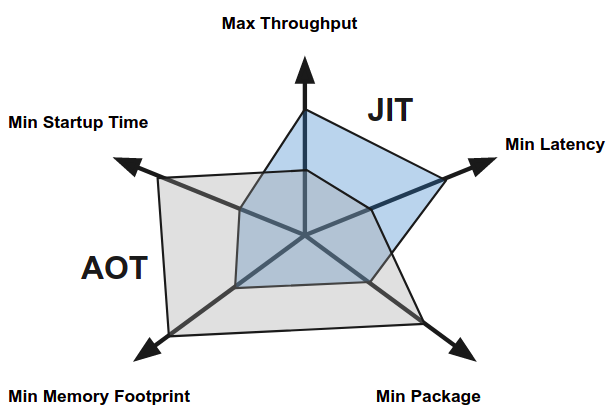 Max Throughput
JIT
Min Startup Time
Min Latency
AOT
Min Memory Footprint
Min Package